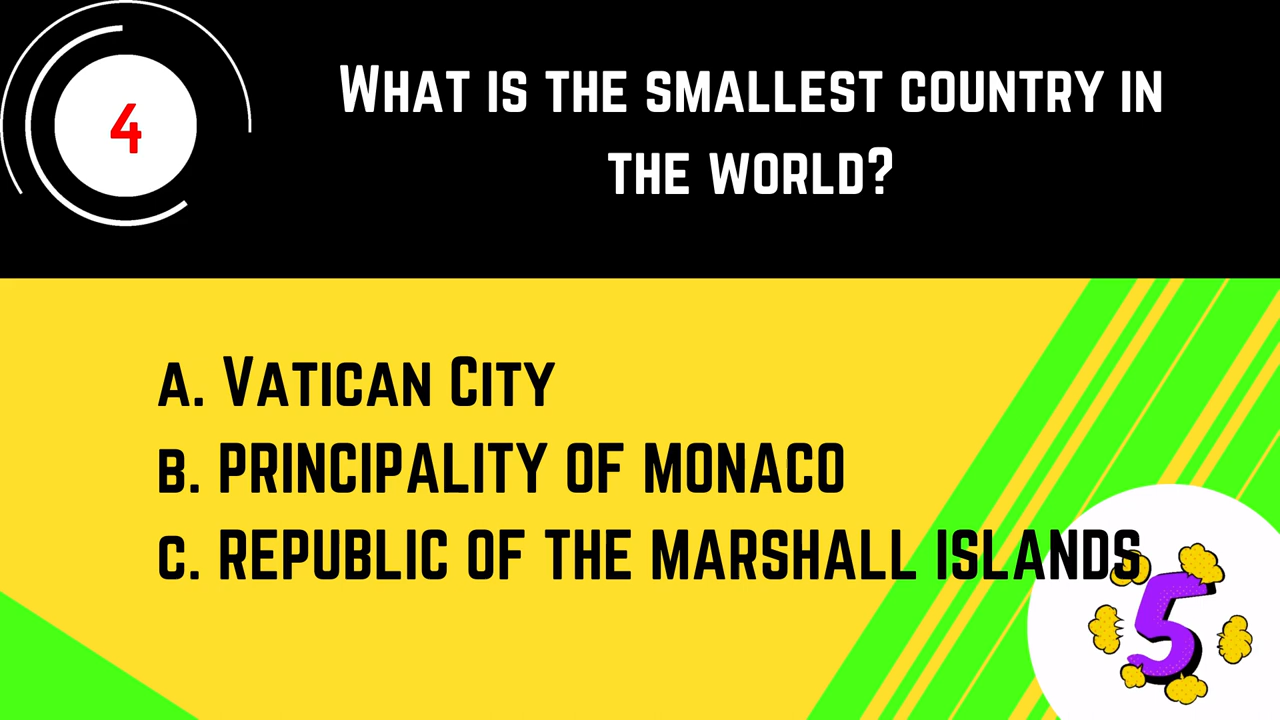 4
What is the smallest country in
the world?
A. Vatican City
B. PRINCIPALITY OF MONACO
C. REPUBLIC OF THE MARSHALL ISLANDS
5